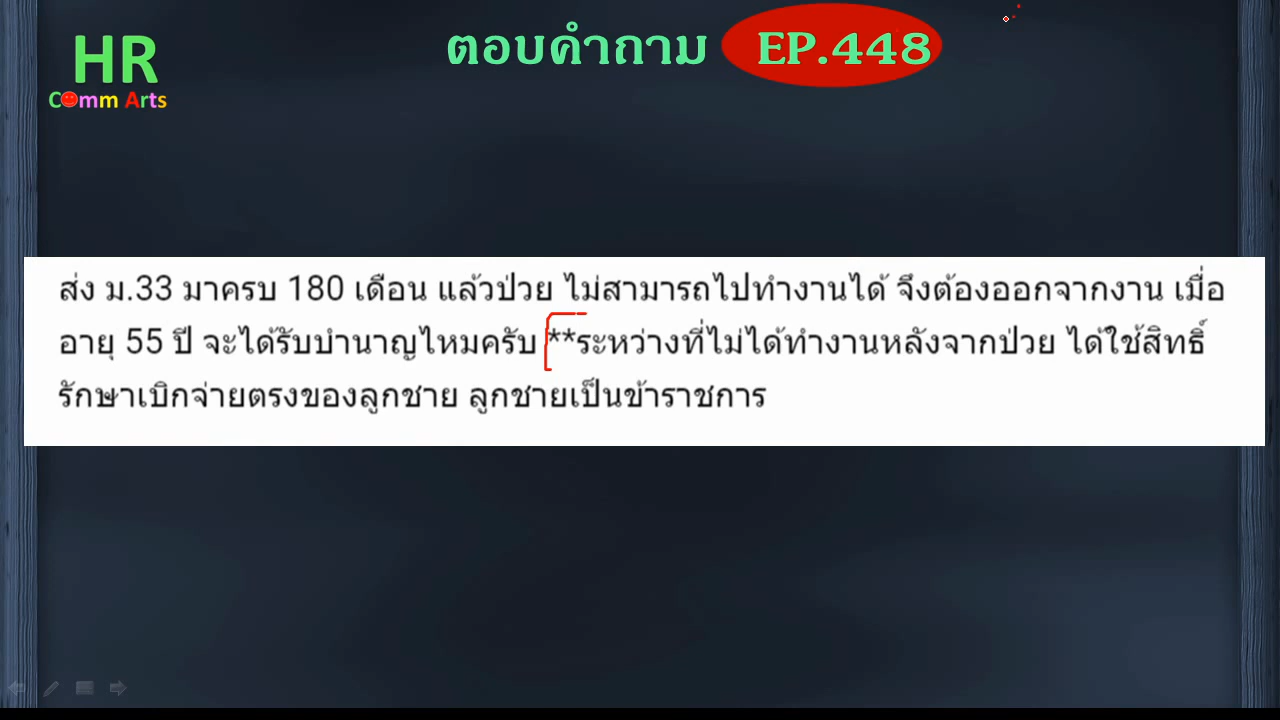 HR
Comm Arts
ตอบคำถาม EP.448
ส่ง ม.33 มาครบ 180 เดือน แล้วป่วย ไม่สามารถไปทำงานได้ จึงต้องออกจากงาน เมื่อ
อายุ 55 ปี จะได้รับบำนาญไหมครับ **ระหว่างที่ไม่ได้ทำงานหลังจากป่วย ได้ใช้สิทธิ์
รักษาเบิกจ่ายตรงของลูกชาย ลูกชายเป็นข้าราชการ